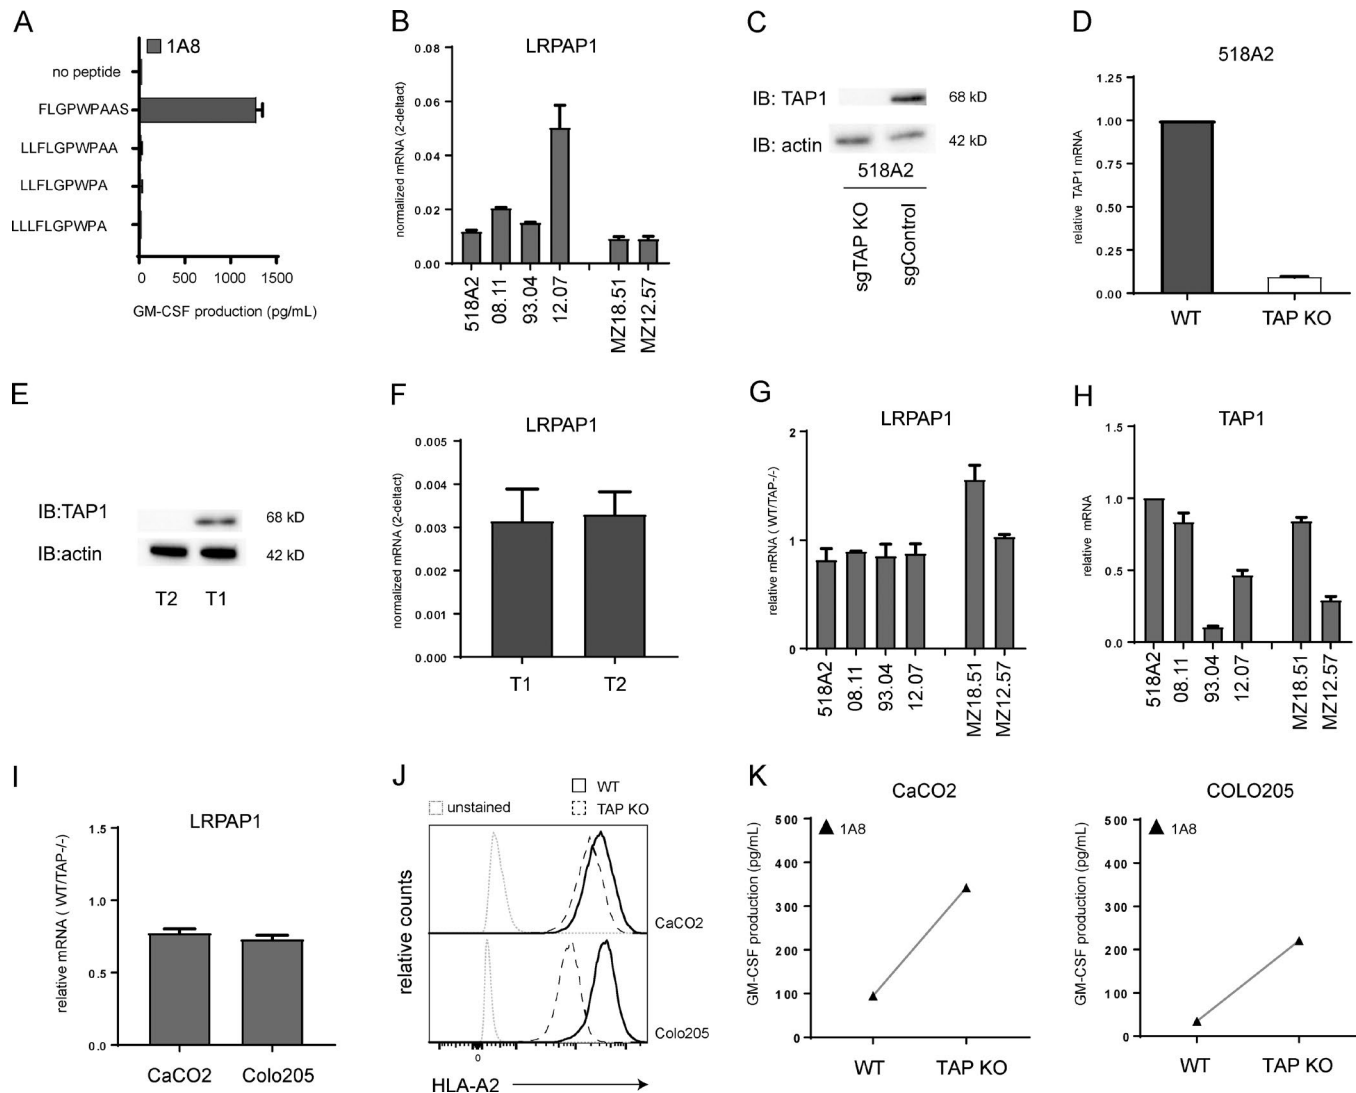 A
1A8
no peptide
FLGPWPAAS
LLFLGPWPAA
LLFLGPWPA
LLLFLGPWPA
0 500 1000 1500
GM-CSF production (pg/mL)
B
LRPAP1
normalized mRNA (2-deltact)
0.08
0.06
0.04
0.02
0.00
518A2
08.11
93.04
12.07
MZ18.51
MZ12.57
C
IB: TAP1
68 kD
IB: actin
42 kD
518A2
sgTAP KO
sgControl
D
518A2
relative TAP1 mRNA
1.25
1.00
0.75
0.50
0.25
0.00
WT TAP KO
E
IB:TAP1
68 kD
IB:actin
42 kD
T2 T1
F
LRPAP1
normalized mRNA (2-deltact)
0.005
0.004
0.003
0.002
0.001
0.000
T1 T2
G
LRPAP1
relative mRNA ( WT/TAP-/-)
2
1
0
518A2
08.11
93.04
12.07
MZ18.51
MZ12.57
H
TAP1
relative mRNA
1.5
1.0
0.5
0.0
518A2
08.11
93.04
12.07
MZ18.51
MZ12.57
I
LRPAP1
relative mRNA ( WT/TAP-/-)
1.5
1.0
0.5
0.0
CaCO2 Colo205
J
WT
unstained TAP KO
relative counts
CaCO2
Colo205
0
HLA-A2
K
CaCO2
1A8
GM-CSF production (pg/mL)
500
400
300
200
100
0
WT TAP KO
COLO205
1A8
GM-CSF production (pg/mL)
500
400
300
200
100
0
WT TAP KO